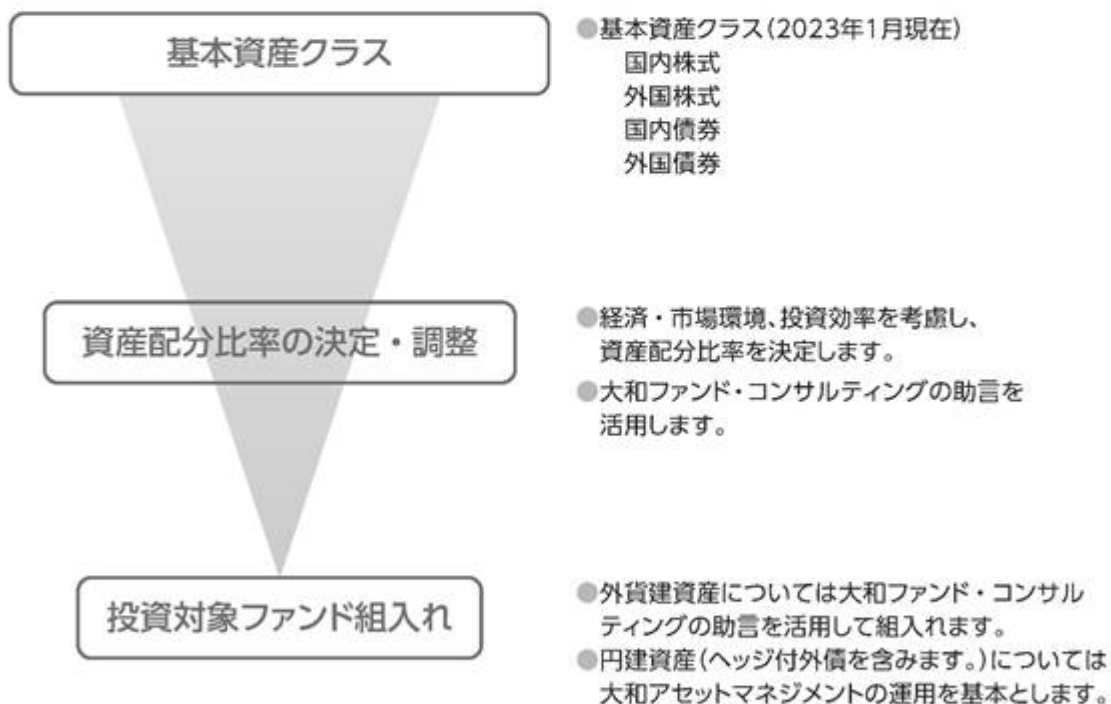 基本資産クラス
●基本資産クラス(2023年1月現在)
国内株式
外国株式
国内債券
外国債券
資産配分比率の決定・調整
●経済・市場環境、投資効率を考慮し、
資産配分比率を決定します。
●大和ファンド・コンサルティングの助言を
活用します。
投資対象ファンド組入れ
●外貨建資産については大和ファンド・コンサル
ティングの助言を活用して組入れます。
●円建資産(ヘッジ付外債を含みます。)については
大和アセットマネジメントの運用を基本とします。